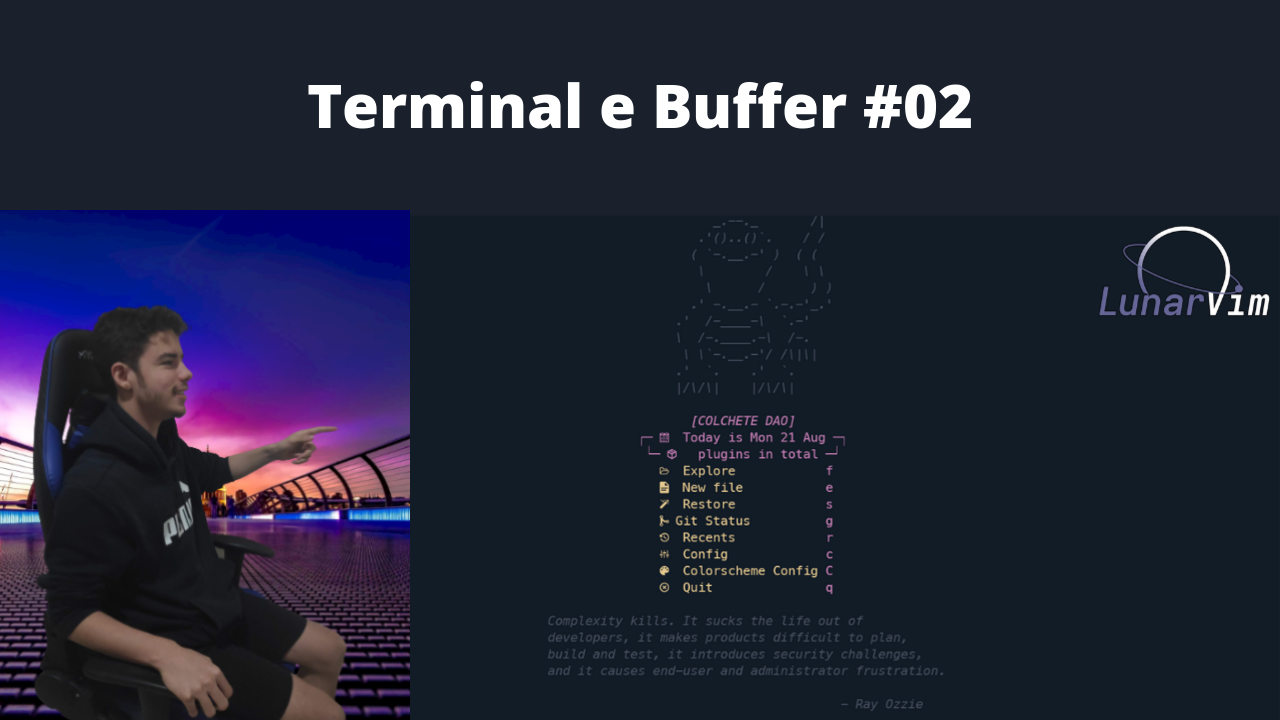 Terminal e Buffer #02
LunarVim
[COLCHETE DAO]
Today is Mon 21 Aug
plugins in total
Explore f
New file e
Restore s
Git Status g
Recents r
Config c
Colorscheme Config C
Quit q
Complexity kills. It sucks the life out of
developers, it makes products difficult to plan,
build and test, it introduces security challenges,
and it causes end-user and administrator frustration.
— Ray Ozzie